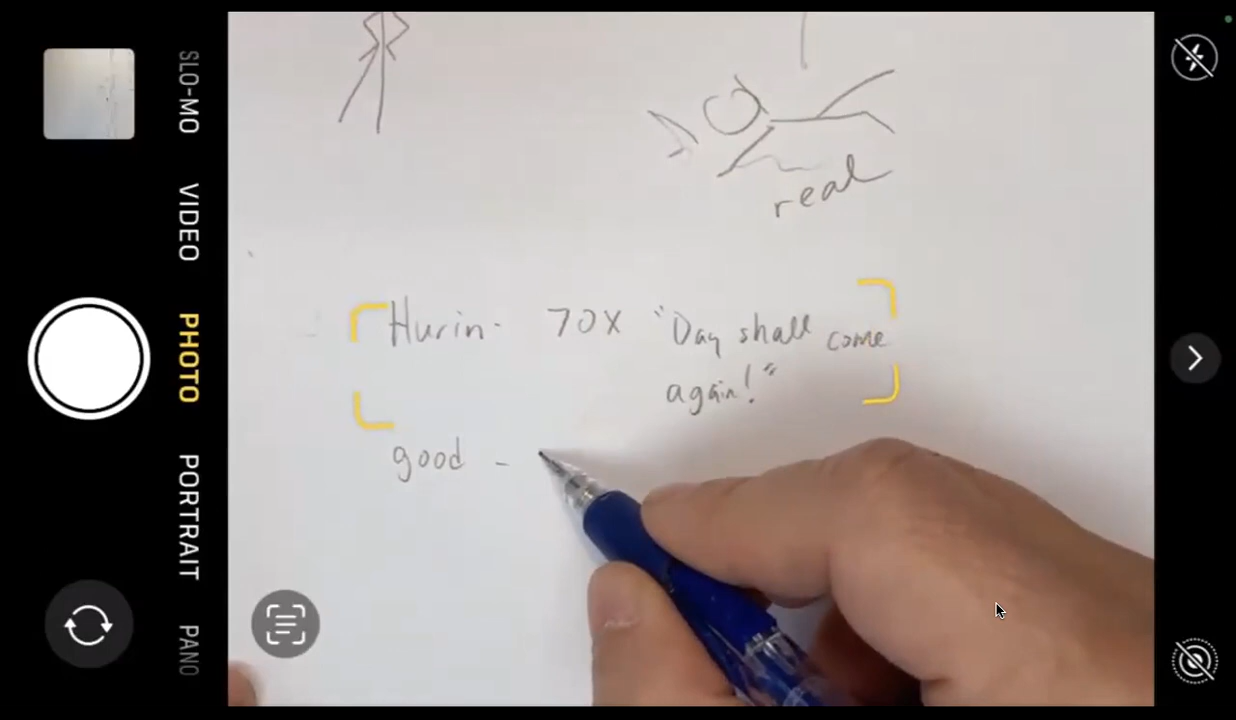 SLO-MO
VIDEO
PHOTO
PORTRAIT
PANO
real
Hurin- 70X "Day shall come
again!"
good -